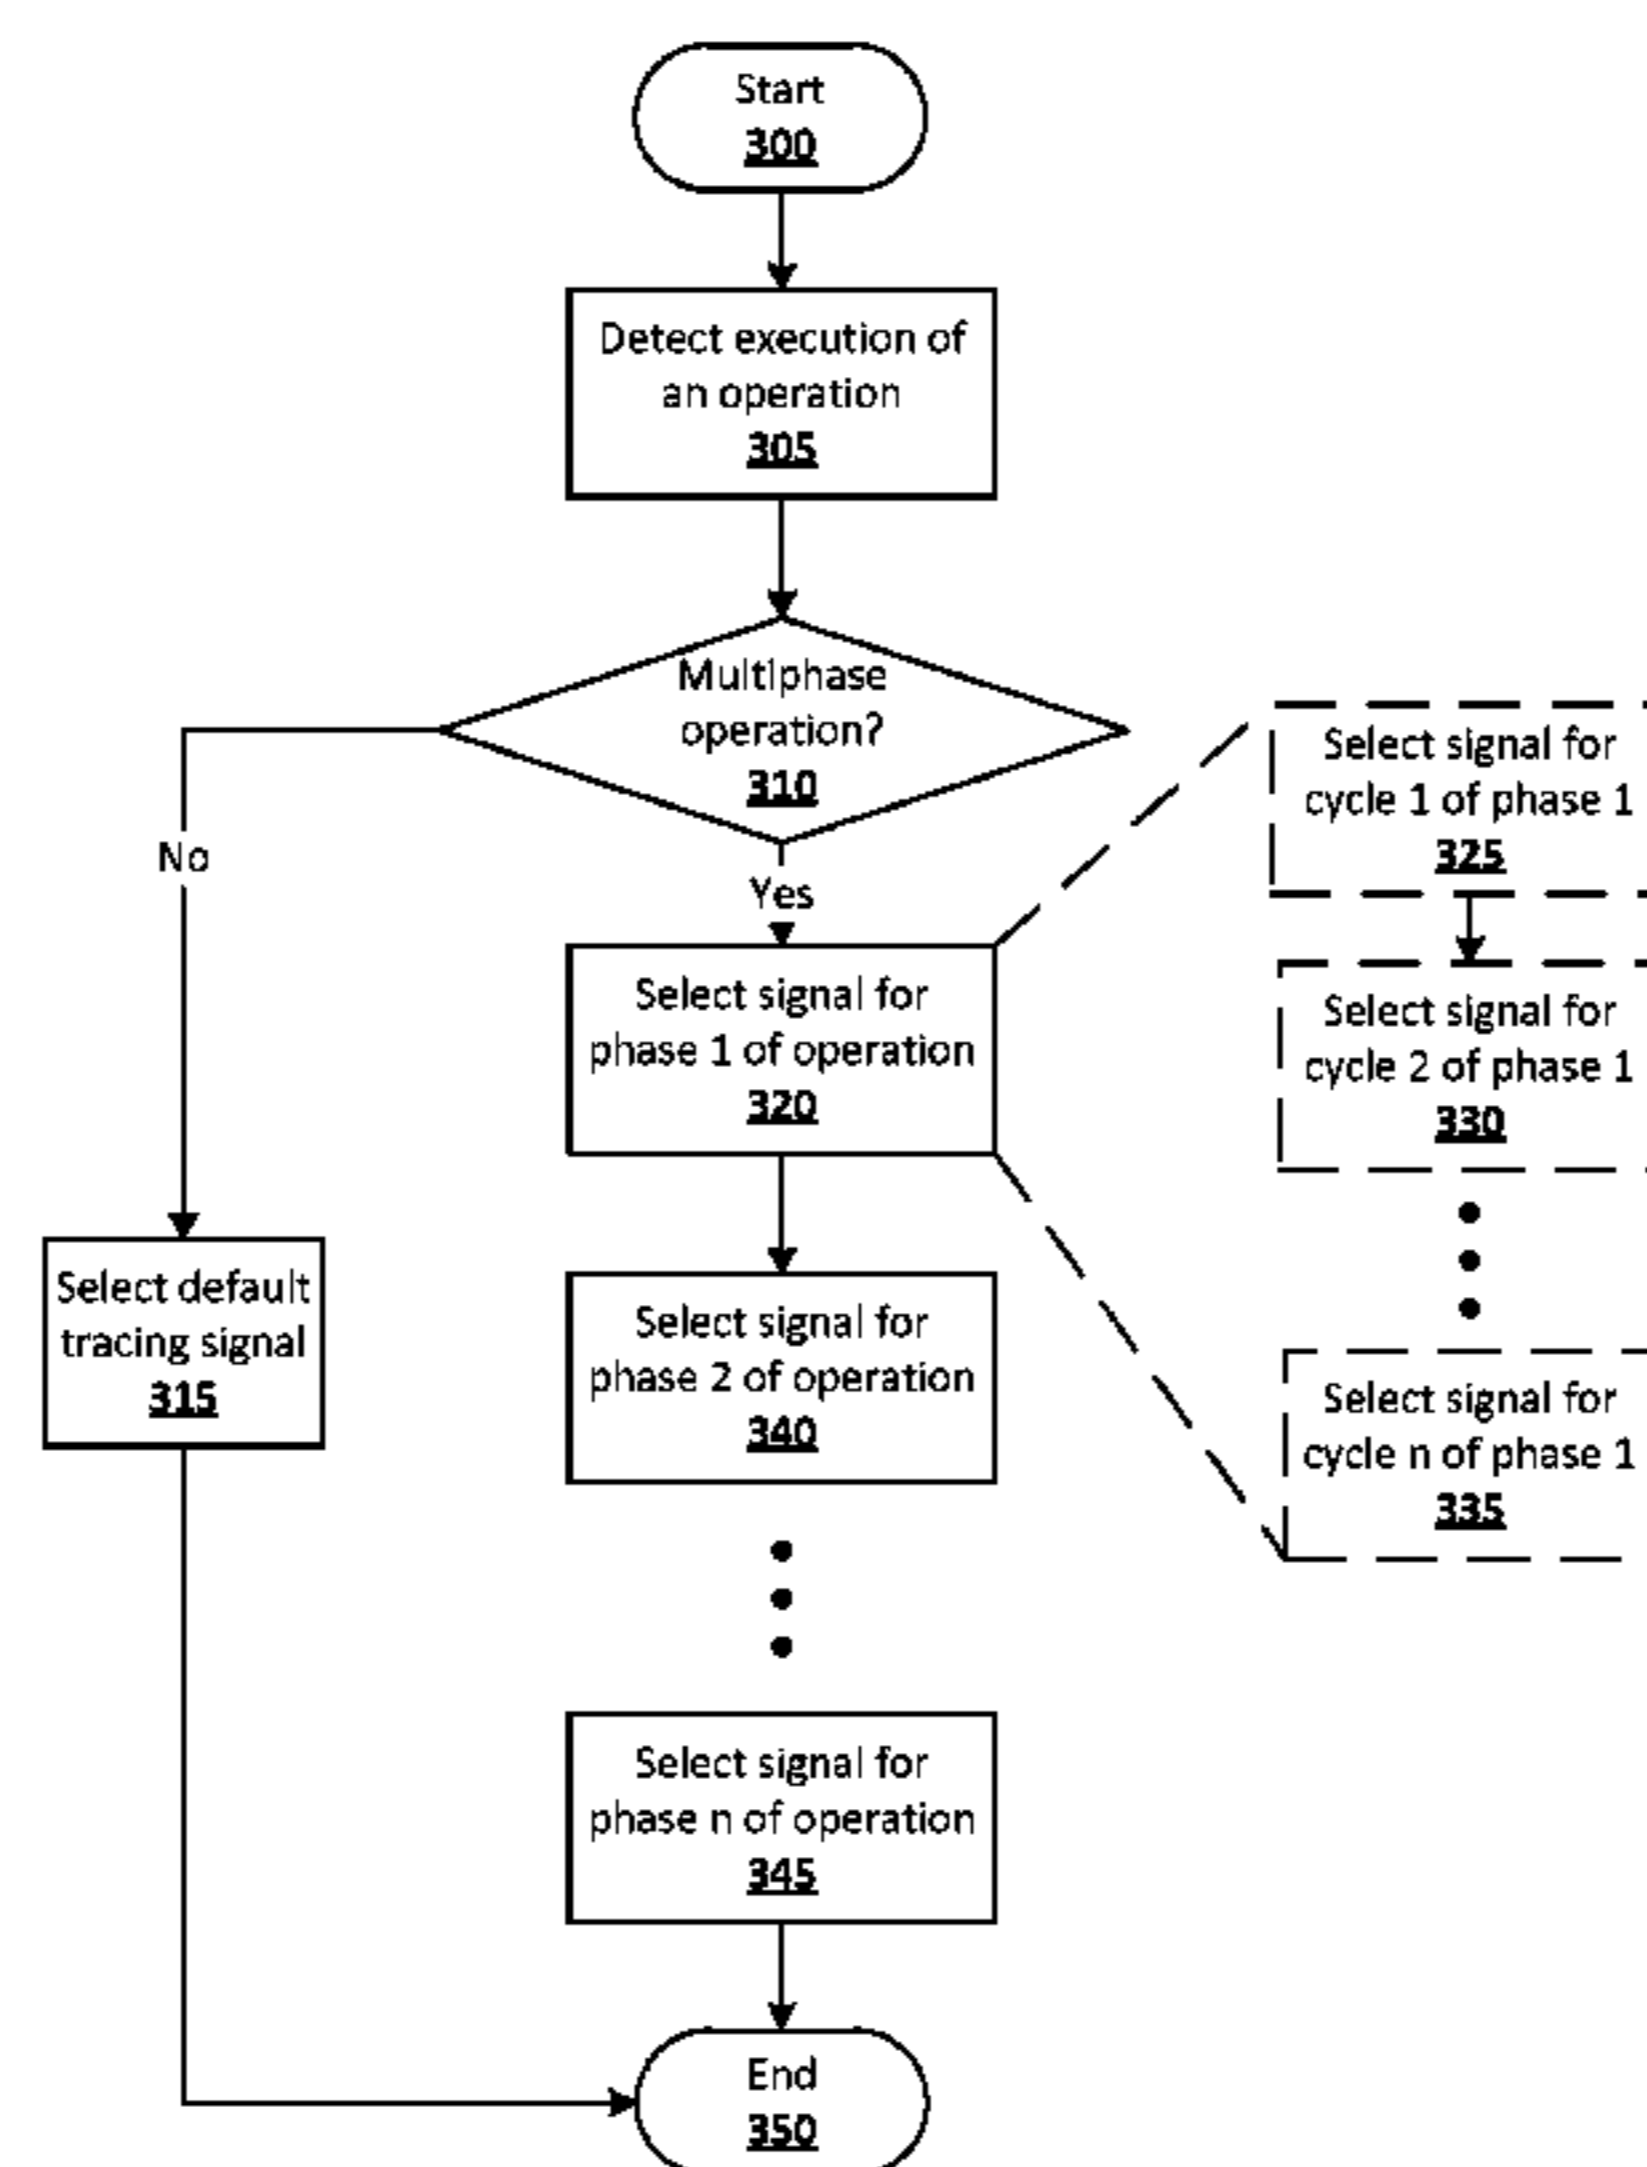 Start
300
Detect execution of
an operation
305
Multiphase
operation?
310
No
Yes
Select signal for
phase 1 of operation
320
Select signal for
cycle 1 of phase 1
325
Select signal for
cycle 2 of phase 1
330
Select signal for
cycle n of phase 1
335
Select default
tracing signal
315
Select signal for
phase 2 of operation
340
Select signal for
phase n of operation
345
End
350